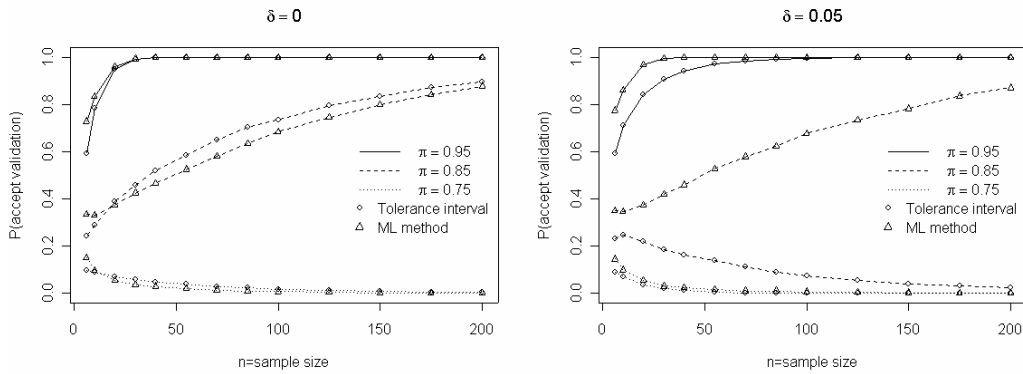 δ = 0
P(accept validation)
1.0
0.8
0.6
0.4
0.2
0.0
π = 0.95
π = 0.85
π = 0.75
Tolerance interval
ML method
0 50 100 150 200
n=sample size
δ = 0.05
P(accept validation)
1.0
0.8
0.6
0.4
0.2
0.0
π = 0.95
π = 0.85
π = 0.75
Tolerance interval
ML method
0 50 100 150 200
n=sample size